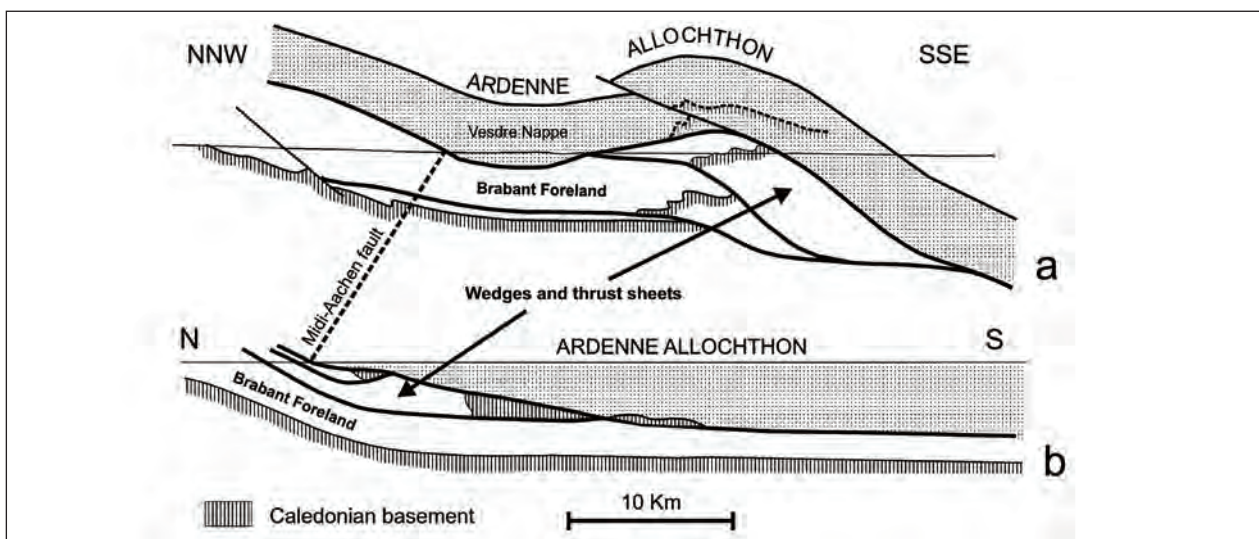 NNW
ALLOCHTHON
SSE
ARDENNE
Vesdre Nappe
Brabant Foreland
a
Midi-Aachen fault
Wedges and thrust sheets
N
ARDENNE ALLOCHTHON
S
Brabant Foreland
b
Caledonian basement
10 Km